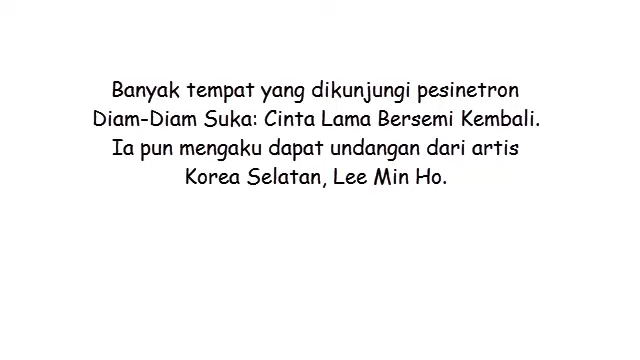 Banyak tempat yang dikunjungi pesinetron
Diam-Diam Suka: Cinta Lama Bersemi Kembali.
Ia pun mengaku dapat undangan dari artis
Korea Selatan, Lee Min Ho.